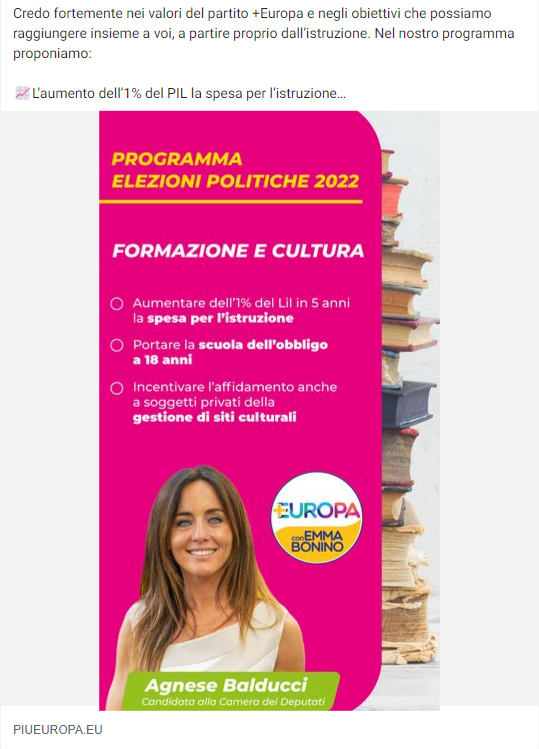 Credo fortemente nei valori del partito +Europa e negli obiettivi che possiamo
raggiungere insieme a voi, a partire proprio dall'istruzione. Nel nostro programma
proponiamo:
📈L'aumento dell'1% del PIL la spesa per l'istruzione...
PROGRAMMA
ELEZIONI POLITICHE 2022
FORMAZIONE E CULTURA
Aumentare dell'1% del Lil in 5 anni
la spesa per l'istruzione
Portare la scuola dell'obbligo
a 18 anni
Incentivare l'affidamento anche
a soggetti privati della
gestione di siti culturali
+EUROPA
con EMMA
BONINO
Agnese Balducci
Candidata alla Camera dei Deputati
PIUEUROPA.EU